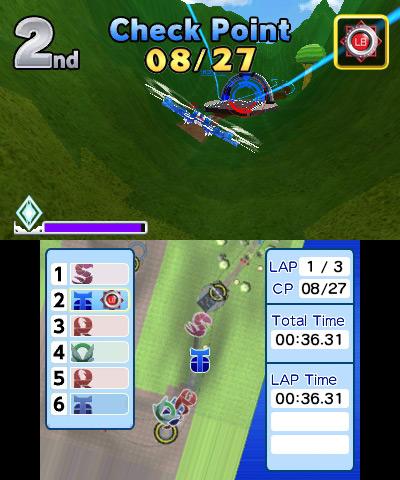 2nd
Check Point
08/27
LB
1 S
2 T LB
3 R
4
5 R
6 T
S
T
R
LAP 1 / 3
CP 08/27
Total Time
00:36.31
LAP Time
00:36.31